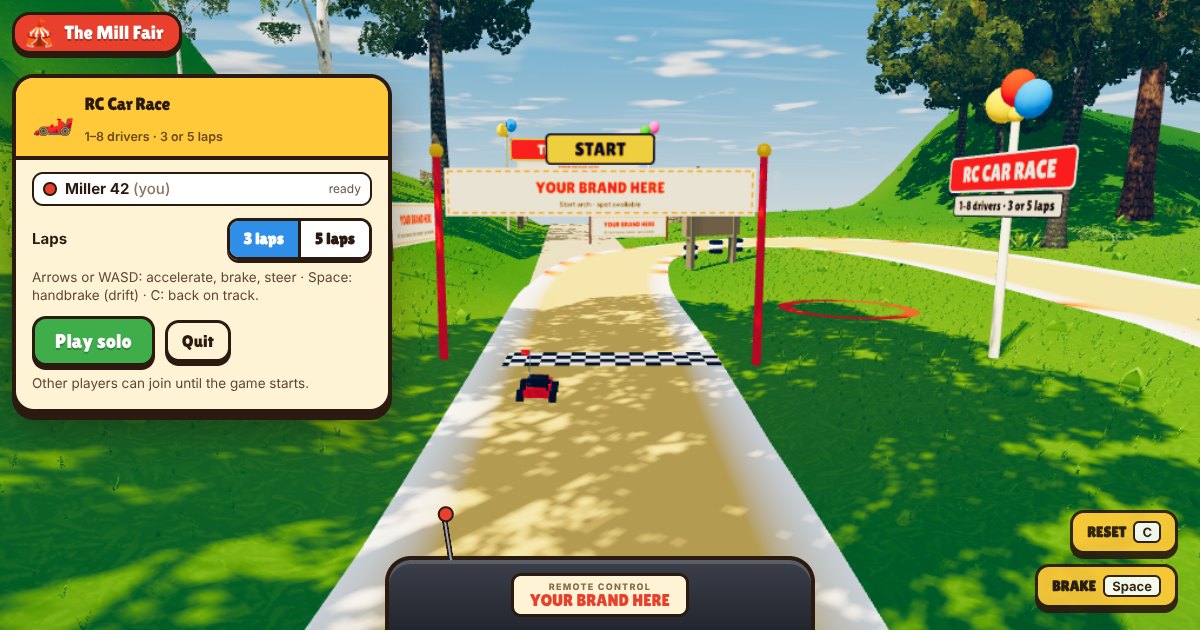 The Mill Fair
RC Car Race
1–8 drivers · 3 or 5 laps
Miller 42 (you)
ready
Laps
3 laps
5 laps
Arrows or WASD: accelerate, brake, steer · Space:
handbrake (drift) · C: back on track.
Play solo
Quit
Other players can join until the game starts.
START
YOUR BRAND HERE
Start arch · spot available
YOUR BRAND HERE
YOUR BRAND HERE
RC CAR RACE
1–8 drivers · 3 or 5 laps
RESET C
BRAKE Space
REMOTE CONTROL
YOUR BRAND HERE